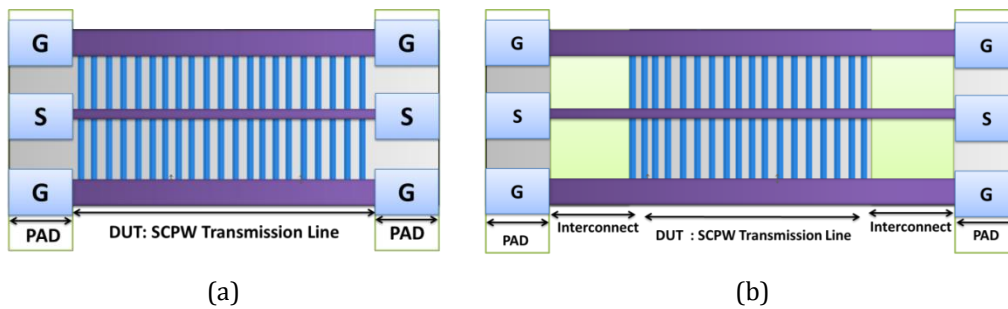 G G
S S
G G
PAD DUT: SCPW Transmission Line PAD
(a)
G G
S S
G G
PAD Interconnect DUT : SCPW Transmission Line Interconnect PAD
(b)